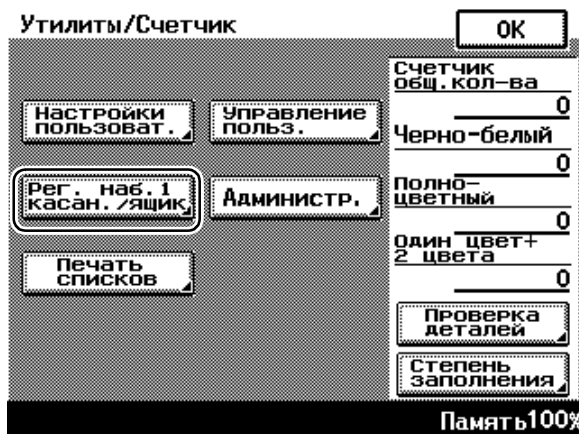 Утилиты/Счетчик
OK
Настройки
пользоват.
Управление
польз.
Рег. наб.1
касан./ящик
Администр.
Печать
списков
Счетчик
общ.кол-ва
0
Черно-белый
0
Полно-
цветный
0
Один цвет+
2 цвета
0
Проверка
деталей
Степень
заполнения
Память100%